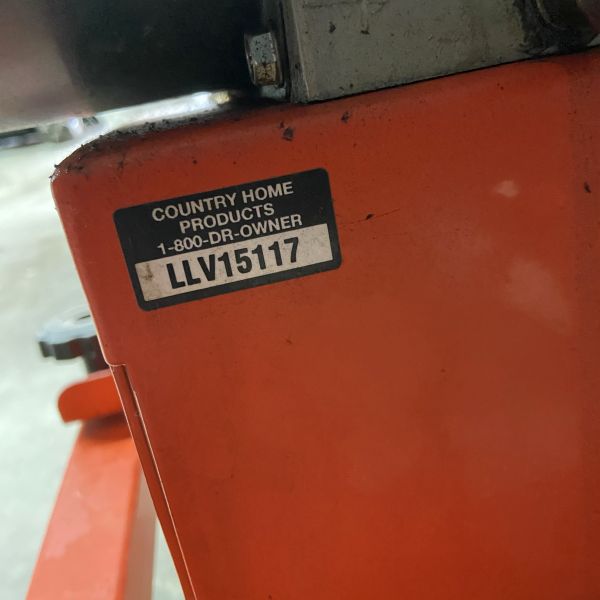 COUNTRY HOME
PRODUCTS
1-800-DR-OWNER
LLV15117